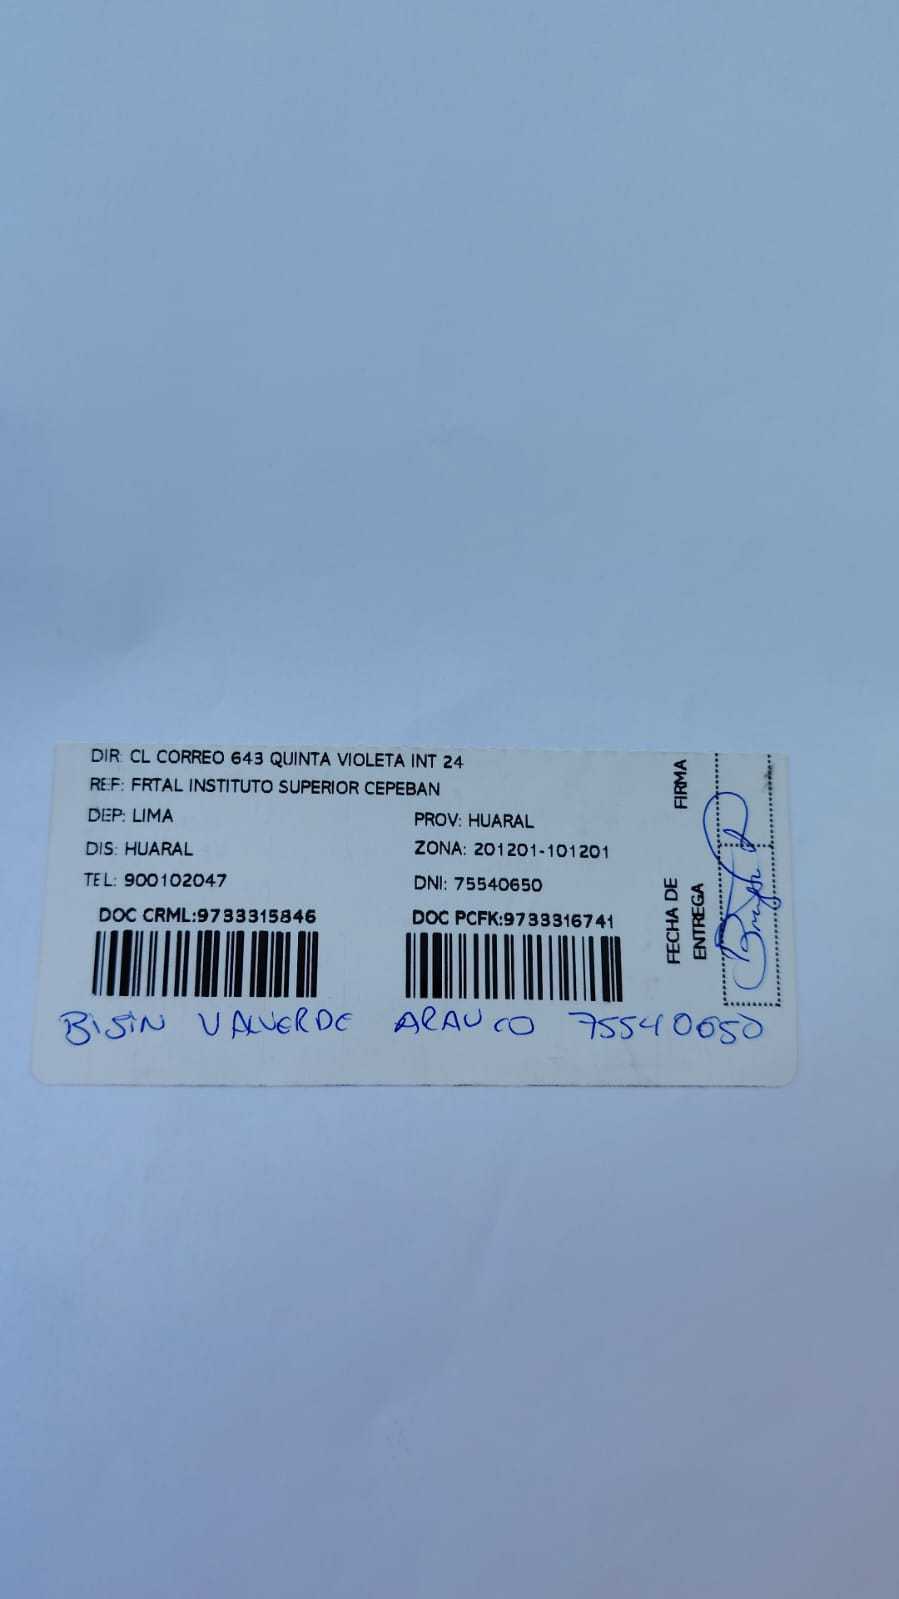 DIR: CL CORREO 643 QUINTA VIOLETA INT 24
REF: FRTAL INSTITUTO SUPERIOR CEPEBAN
DEP: LIMA PROV: HUARAL
DIS: HUARAL ZONA: 201201-101201
TEL: 900102047 DNI: 75540650
DOC CRML:9733315846 DOC PCFK:9733316741
BISIN VALVERDE ARAUCO 75540650
FIRMA
FECHA DE
ENTREGA